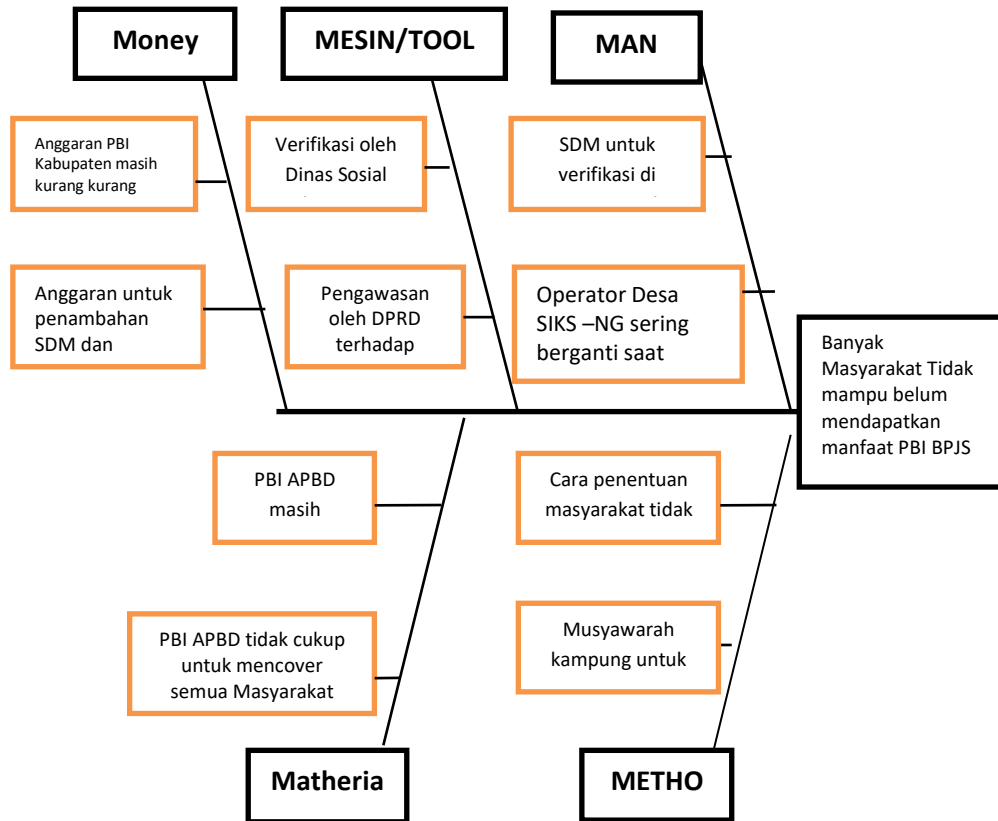 Money
MESIN/TOOL
MAN
Anggaran PBI
Kabupaten masih
kurang kurang
Verifikasi oleh
Dinas Sosial
SDM untuk
verifikasi di
Anggaran untuk
penambahan
SDM dan
Pengawasan
oleh DPRD
terhadap
Operator Desa
SIKS –NG sering
berganti saat
Banyak
Masyarakat Tidak
mampu belum
mendapatkan
manfaat PBI BPJS
PBI APBD
masih
Cara penentuan
masyarakat tidak
PBI APBD tidak cukup
untuk mencover
semua Masyarakat
Musyawarah
kampung untuk
Matheria
METHO